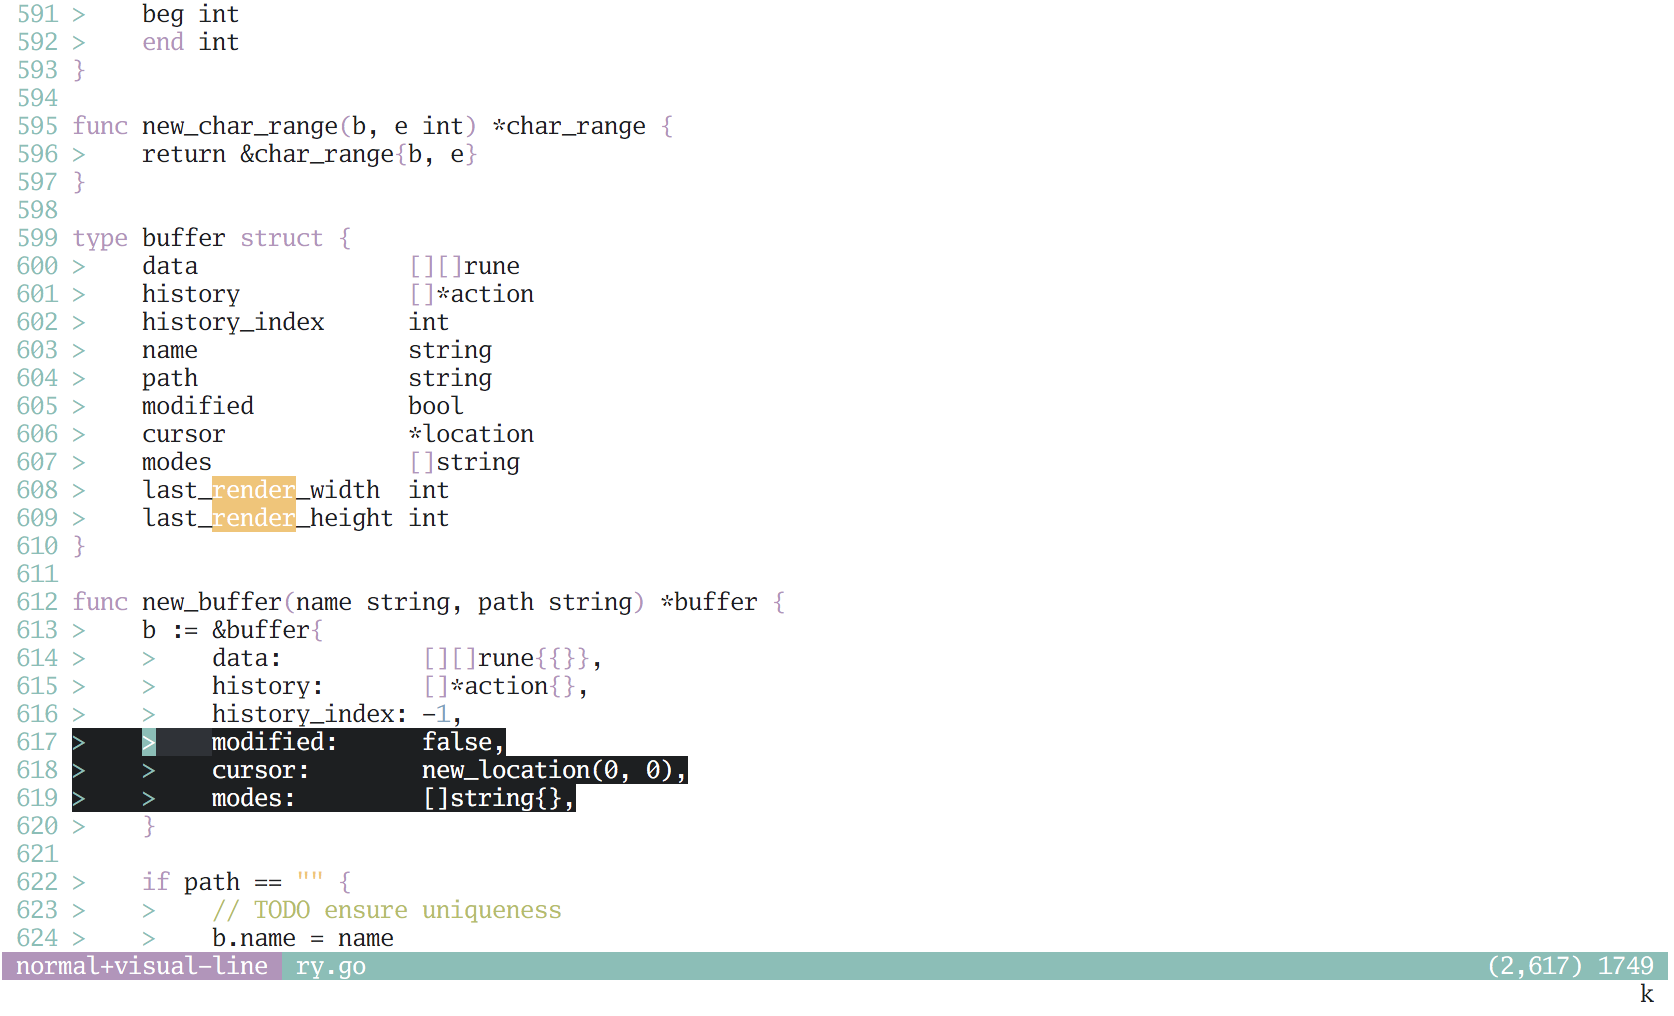 591 >    beg int
592 >    end int
593 }
594
595 func new_char_range(b, e int) *char_range {
596 >    return &char_range{b, e}
597 }
598
599 type buffer struct {
600 >    data               [][]rune
601 >    history            []*action
602 >    history_index      int
603 >    name               string
604 >    path               string
605 >    modified           bool
606 >    cursor             *location
607 >    modes              []string
608 >    last_render_width  int
609 >    last_render_height int
610 }
611
612 func new_buffer(name string, path string) *buffer {
613 >    b := &buffer{
614 >    >    data:          [][]rune{{}},
615 >    >    history:       []*action{},
616 >    >    history_index: -1,
617 >    >    modified:      false,
618 >    >    cursor:        new_location(0, 0),
619 >    >    modes:         []string{},
620 >    }
621
622 >    if path == "" {
623 >    >    // TODO ensure uniqueness
624 >    >    b.name = name
normal+visual-line  ry.go  (2,617) 1749
k